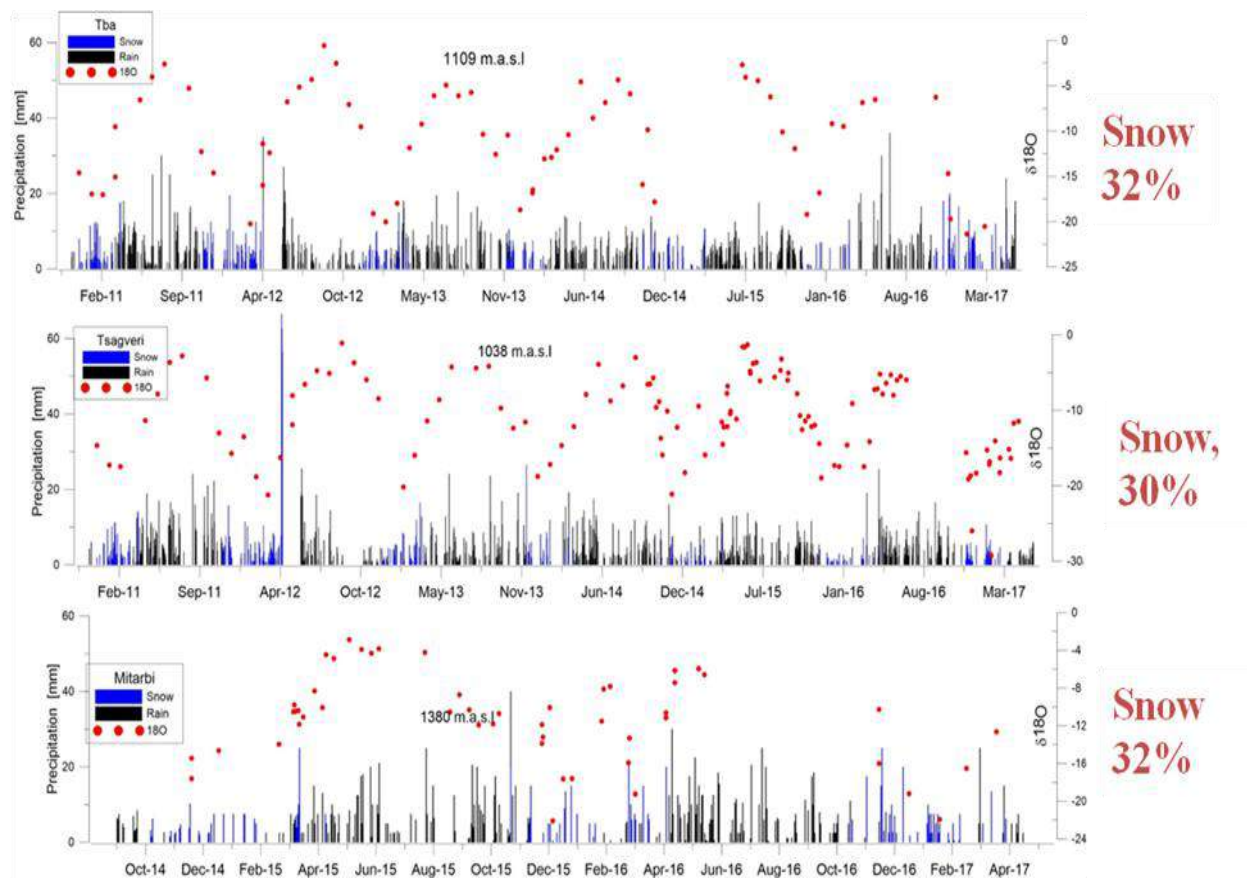 Tba
Snow
Rain
18O
1109 m.a.s.l
Precipitation [mm]
60
40
20
0
δ18O
0
-5
-10
-15
-20
-25
Feb-11 Sep-11 Apr-12 Oct-12 May-13 Nov-13 Jun-14 Dec-14 Jul-15 Jan-16 Aug-16 Mar-17
Snow
32%
Tsagveri
Snow
Rain
18O
1038 m.a.s.l
Precipitation [mm]
60
40
20
0
δ18O
0
-10
-20
-30
Feb-11 Sep-11 Apr-12 Oct-12 May-13 Nov-13 Jun-14 Dec-14 Jul-15 Jan-16 Aug-16 Mar-17
Snow,
30%
Mitarbi
Snow
Rain
18O
1380 m.a.s.l
Precipitation [mm]
60
40
20
0
δ18O
0
-4
-8
-12
-16
-20
-24
Oct-14 Dec-14 Feb-15 Apr-15 Jun-15 Aug-15 Oct-15 Dec-15 Feb-16 Apr-16 Jun-16 Aug-16 Oct-16 Dec-16 Feb-17 Apr-17
Snow
32%